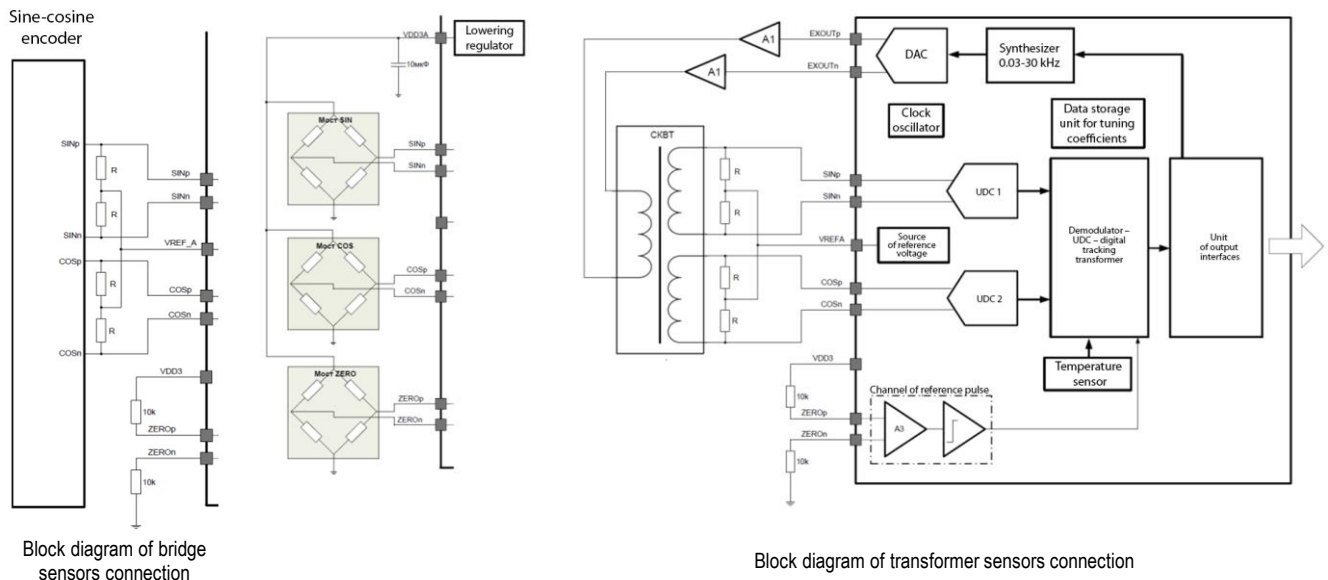 Sine-cosine
encoder
SINp
R
SINp
SINn
R
SINn
VREF_A
COSp
COSp
R
COSn
R
COSn
VDD3
10k
ZEROp
ZEROn
10k
Block diagram of bridge
sensors connection
VDD3A
Lowering
regulator
10мкФ
Мост SIN
SINp
SINn
Мост COS
COSp
COSn
Мост ZERO
ZEROp
ZEROn
A1
EXOUTp
A1
EXOUTn
DAC
Synthesizer
0.03-30 kHz
Clock
oscillator
Data storage
unit for tuning
coefficients
СКВТ
R
SINp
R
SINn
UDC 1
VREFA
Source
of reference
voltage
R
COSp
R
COSn
UDC 2
Demodulator –
UDC – digital
tracking
transformer
Unit
of output
interfaces
Temperature
sensor
VDD3
10k
ZEROp
ZEROn
10k
Channel of reference pulse
A3
Block diagram of transformer sensors connection